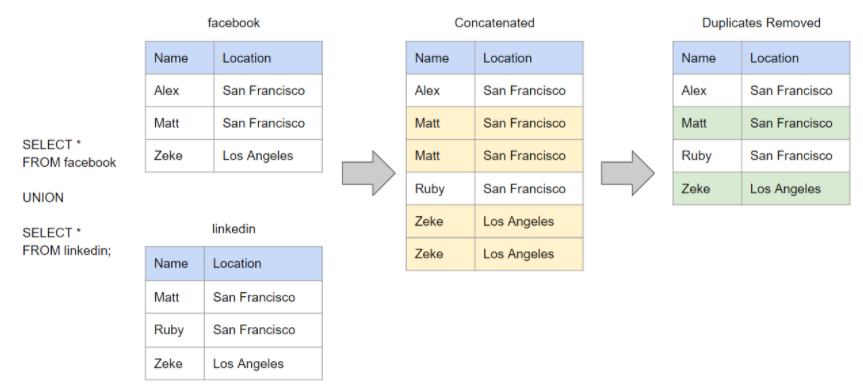 SELECT *
FROM facebook
UNION
SELECT *
FROM linkedin;
facebook
Name Location
Alex San Francisco
Matt San Francisco
Zeke Los Angeles
linkedin
Name Location
Matt San Francisco
Ruby San Francisco
Zeke Los Angeles
Concatenated
Name Location
Alex San Francisco
Matt San Francisco
Matt San Francisco
Ruby San Francisco
Zeke Los Angeles
Zeke Los Angeles
Duplicates Removed
Name Location
Alex San Francisco
Matt San Francisco
Ruby San Francisco
Zeke Los Angeles